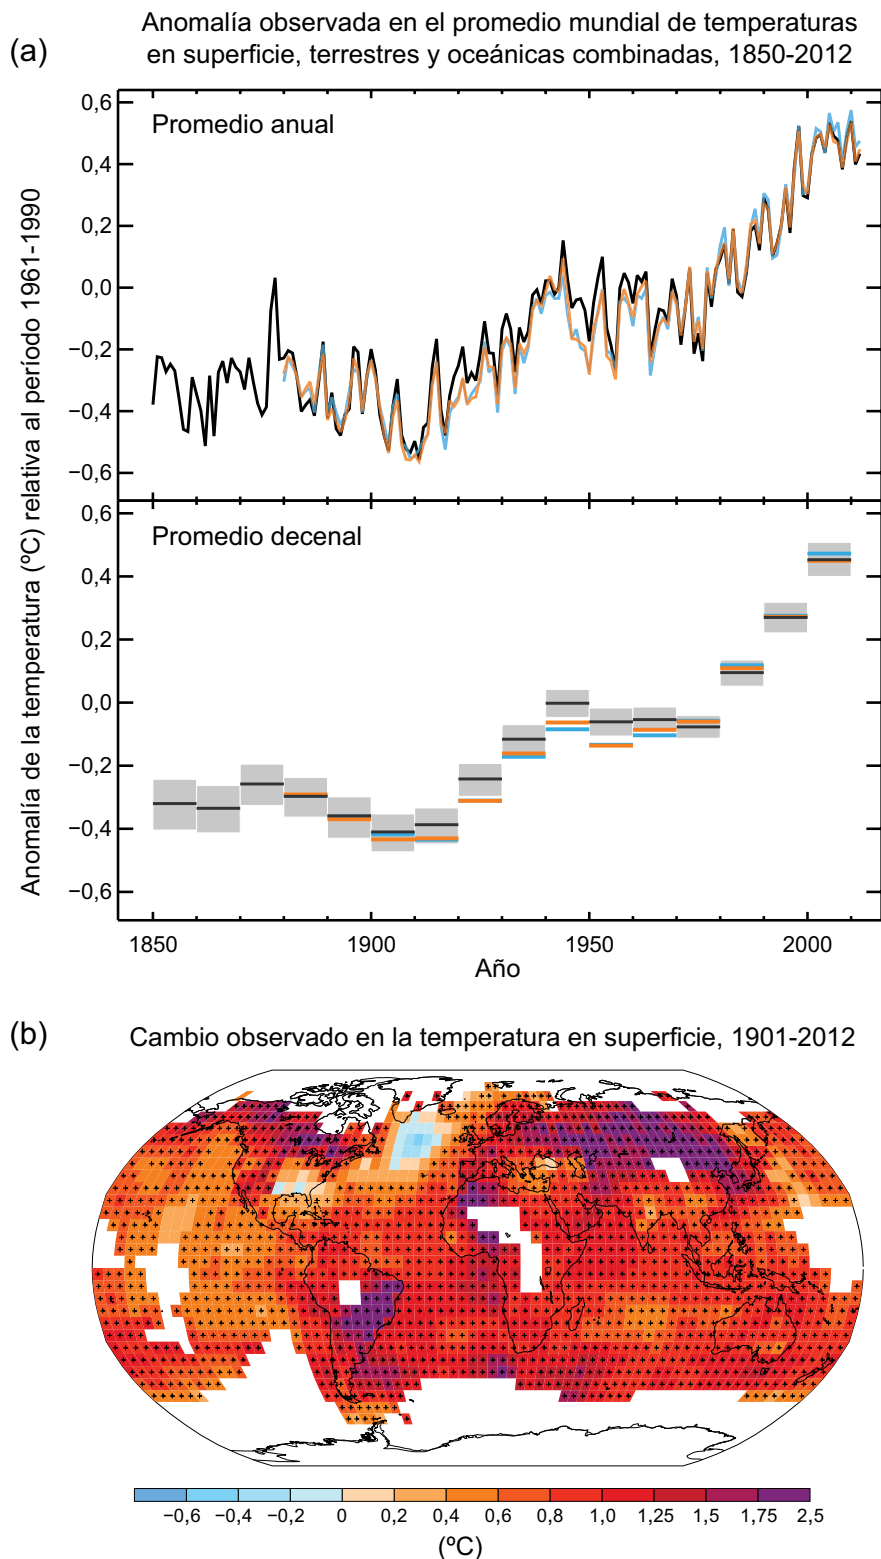 Anomalía observada en el promedio mundial de temperaturas
en superficie, terrestres y oceánicas combinadas, 1850-2012
(a)
Anomalía de la temperatura (ºC) relativa al período 1961-1990
Promedio anual
0,6
0,4
0,2
0,0
−0,2
−0,4
−0,6
Promedio decenal
0,6
0,4
0,2
0,0
−0,2
−0,4
−0,6
1850 1900 1950 2000
Año
(b)
Cambio observado en la temperatura en superficie, 1901-2012
−0,6 −0,4 −0,2 0 0,2 0,4 0,6 0,8 1,0 1,25 1,5 1,75 2,5
(ºC)